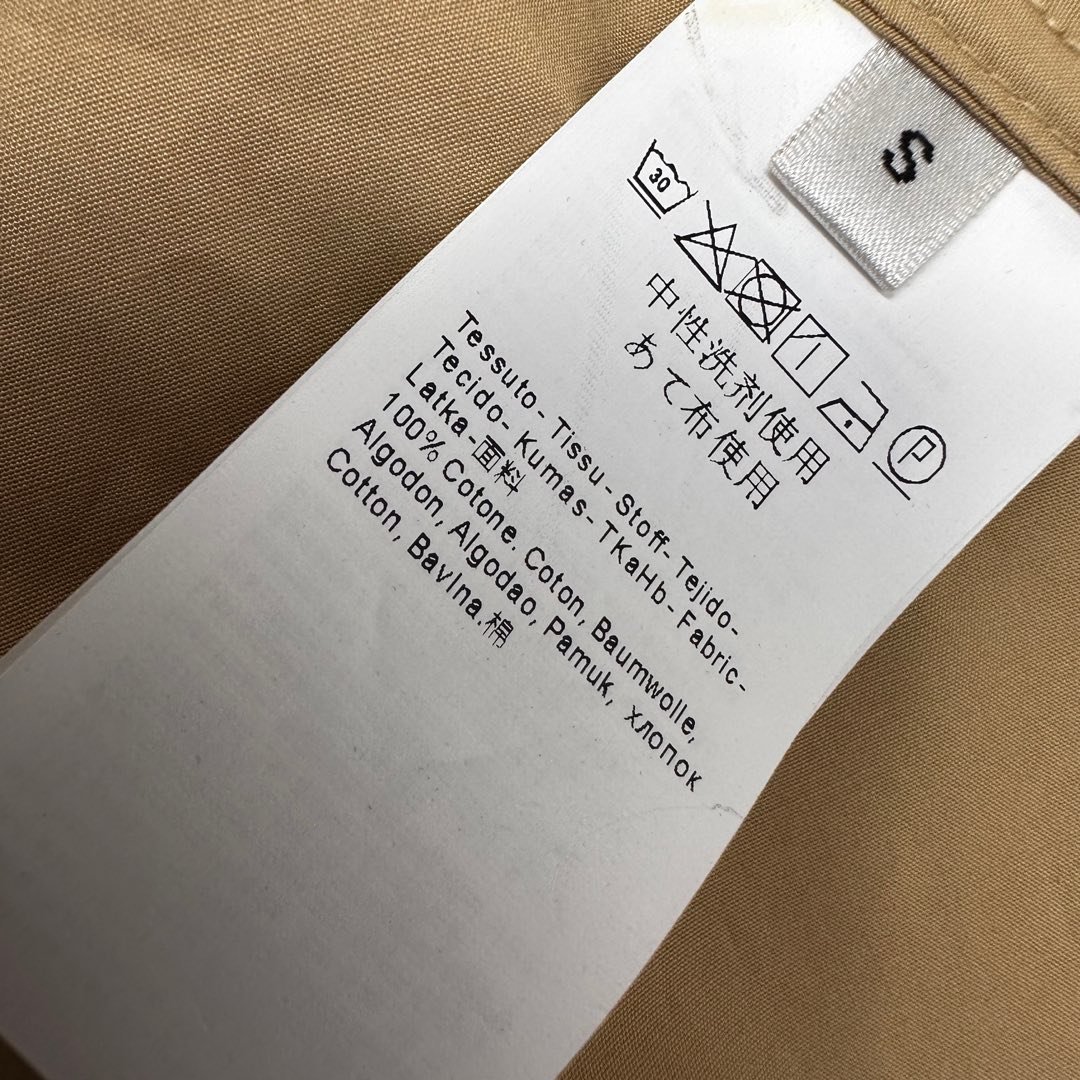 S
30
P
中性洗剤使用
あて布使用
Tessuto- Tissu - Stoff- Tejido-
Tecido- Kumas- TKaHb - Fabric-
Latka-面料
100% Cotone. Coton, Baumwolle,
Algodon, Algodao, Pamuk, хлопок
Cotton, Bavlna.棉